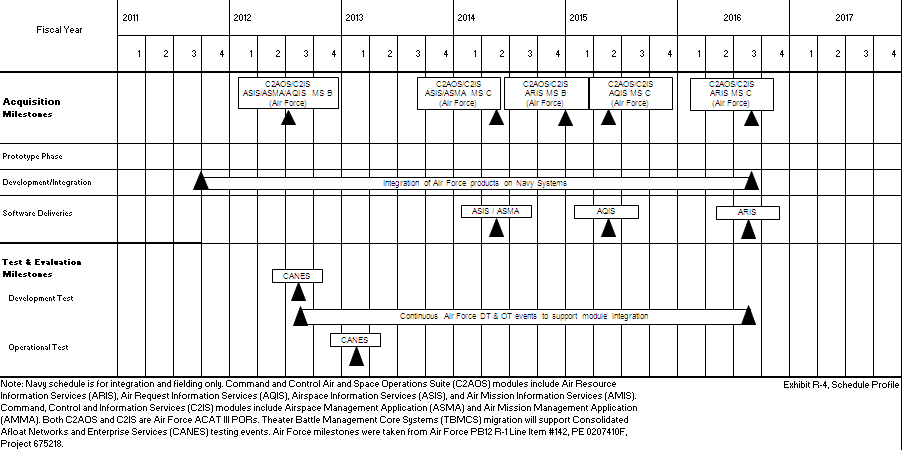 Fiscal Year
2011 2012 2013 2014 2015 2016 2017
1 2 3 4 1 2 3 4 1 2 3 4 1 2 3 4 1 2 3 4 1 2 3 4 1 2 3 4
Acquisition
Milestones
C2AOS/C2IS
ASIS/ASMA/AQIS MS B
(Air Force)
C2AOS/C2IS
ASIS/ASMA MS C
(Air Force)
C2AOS/C2IS
ARIS MS B
(Air Force)
C2AOS/C2IS
AQIS MS C
(Air Force)
C2AOS/C2IS
ARIS MS C
(Air Force)
Prototype Phase
Development/Integration
Integration of Air Force products on Navy Systems
Software Deliveries
ASIS / ASMA
AQIS
ARIS
Test & Evaluation
Milestones
CANES
Development Test
Continuous Air Force DT & OT events to support module Integration
Operational Test
CANES
Note: Navy schedule is for integration and fielding only. Command and Control Air and Space Operations Suite (C2AOS) modules include Air Resource
Information Services (ARIS), Air Request Information Services (AQIS), Airspace Information Services (ASIS), and Air Mission Information Services (AMIS).
Command, Control and Information Services (C2IS) modules include Airspace Management Application (ASMA) and Air Mission Management Application
(AMMA). Both C2AOS and C2IS are Air Force ACAT III PORs. Theater Battle Management Core Systems (TBMCS) migration will support Consolidated
Afloat Networks and Enterprise Services (CANES) testing events. Air Force milestones were taken from Air Force PB12 R-1 Line Item #142, PE 0207410F,
Project 675218.
Exhibit R-4, Schedule Profile